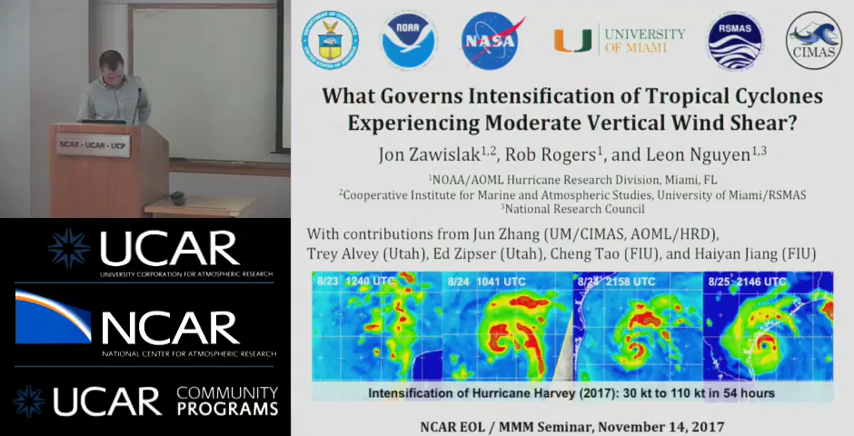 NCAR - UCAR - UCP
UCAR
UNIVERSITY CORPORATION FOR ATMOSPHERIC RESEARCH
NCAR
NATIONAL CENTER FOR ATMOSPHERIC RESEARCH
UCAR COMMUNITY PROGRAMS
NOAA
NASA
U
UNIVERSITY
OF MIAMI
RSMAS
CIMAS
What Governs Intensification of Tropical Cyclones
Experiencing Moderate Vertical Wind Shear?
Jon Zawislak1,2, Rob Rogers1, and Leon Nguyen1,3
1NOAA/AOML Hurricane Research Division, Miami, FL
2Cooperative Institute for Marine and Atmospheric Studies, University of Miami/RSMAS
3National Research Council
With contributions from Jun Zhang (UM/CIMAS, AOML/HRD),
Trey Alvey (Utah), Ed Zipser (Utah), Cheng Tao (FIU), and Haiyan Jiang (FIU)
8/23 1240 UTC 8/24 1041 UTC 2158 UTC 8/25 2146 UTC
Intensification of Hurricane Harvey (2017): 30 kt to 110 kt in 54 hours
NCAR EOL / MMM Seminar, November 14, 2017